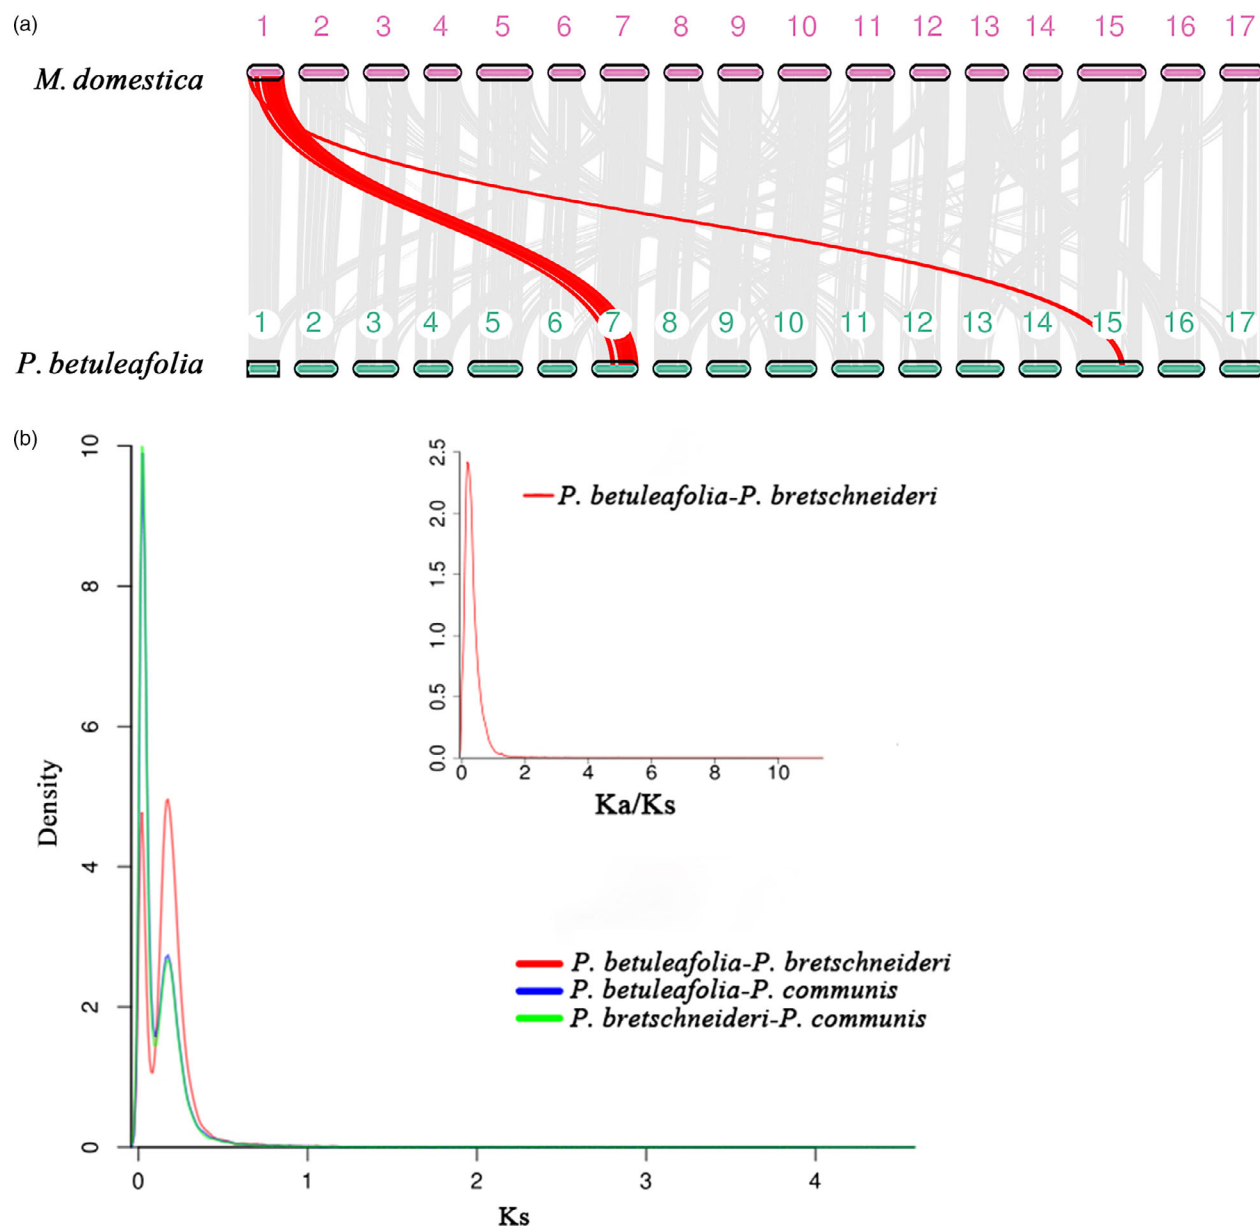 (a)
1 2 3 4 5 6 7 8 9 10 11 12 13 14 15 16 17
M. domestica
1 2 3 4 5 6 7 8 9 10 11 12 13 14 15 16 17
P. betuleafolia
(b)
Density
0 2 4 6 8 10
0 1 2 3 4
Ks
0.0 0.5 1.0 1.5 2.0 2.5
P. betuleafolia-P. bretschneideri
0 2 4 6 8 10
Ka/Ks
P. betuleafolia-P. bretschneideri
P. betuleafolia-P. communis
P. bretschneideri-P. communis